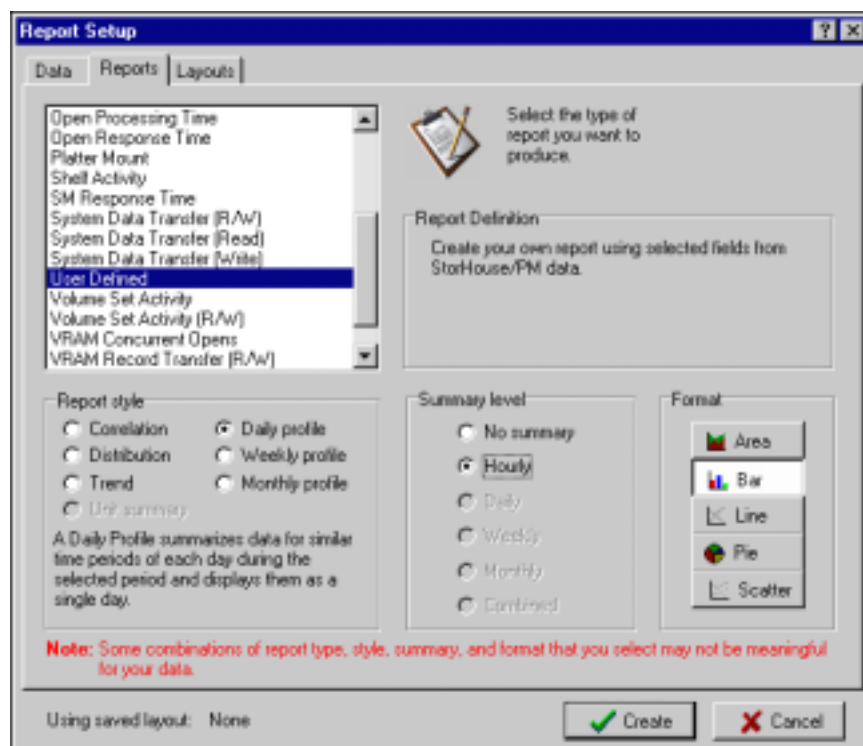 Report Setup
Data Reports Layouts
Open Processing Time
Open Response Time
Platter Mount
Shelf Activity
SM Response Time
System Data Transfer (R/W)
System Data Transfer (Read)
System Data Transfer (Write)
User Defined
Volume Set Activity
Volume Set Activity (R/W)
VRAM Concurrent Opens
VRAM Record Transfer (R/W)
Select the type of
report you want to
produce.
Report Definition
Create your own report using selected fields from
StorHouse/PM data.
Report style
Correlation
Daily profile
Distribution
Weekly profile
Trend
Monthly profile
Unit summary
A Daily Profile summarizes data for similar
time periods of each day during the
selected period and displays them as a
single day.
Summary level
No summary
Hourly
Daily
Weekly
Monthly
Combined
Format
Area
Bar
Line
Pie
Scatter
Note: Some combinations of report type, style, summary, and format that you select may not be meaningful
for your data.
Using saved layout: None
Create
Cancel